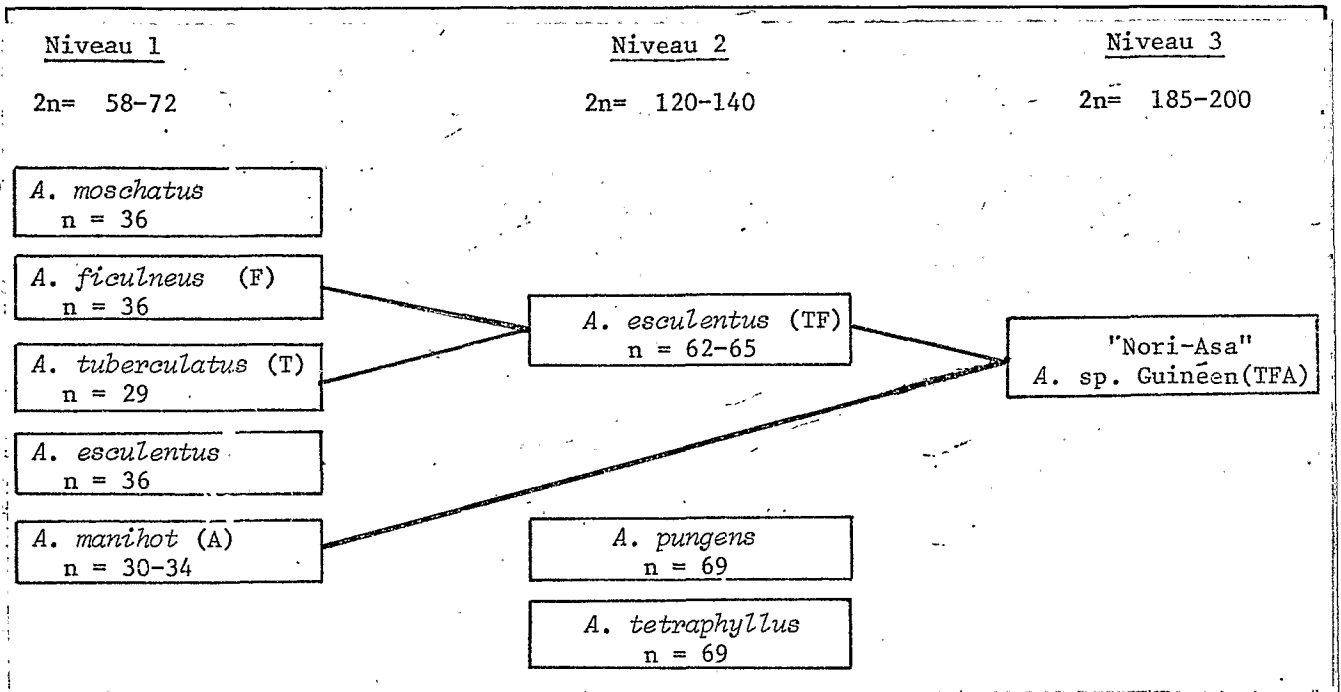 Niveau 1
Niveau 2
Niveau 3
2n= 58-72
2n= 120-140
2n= 185-200
A. moschatus
n = 36
A. ficulneus (F)
n = 36
A. tuberculatus (T)
n = 29
A. esculentus
n = 36
A. manihot (A)
n = 30-34
A. esculentus (TF)
n = 62-65
A. pungens
n = 69
A. tetraphyllus
n = 69
"Nori-Asa"
A. sp. Guinéen(TFA)